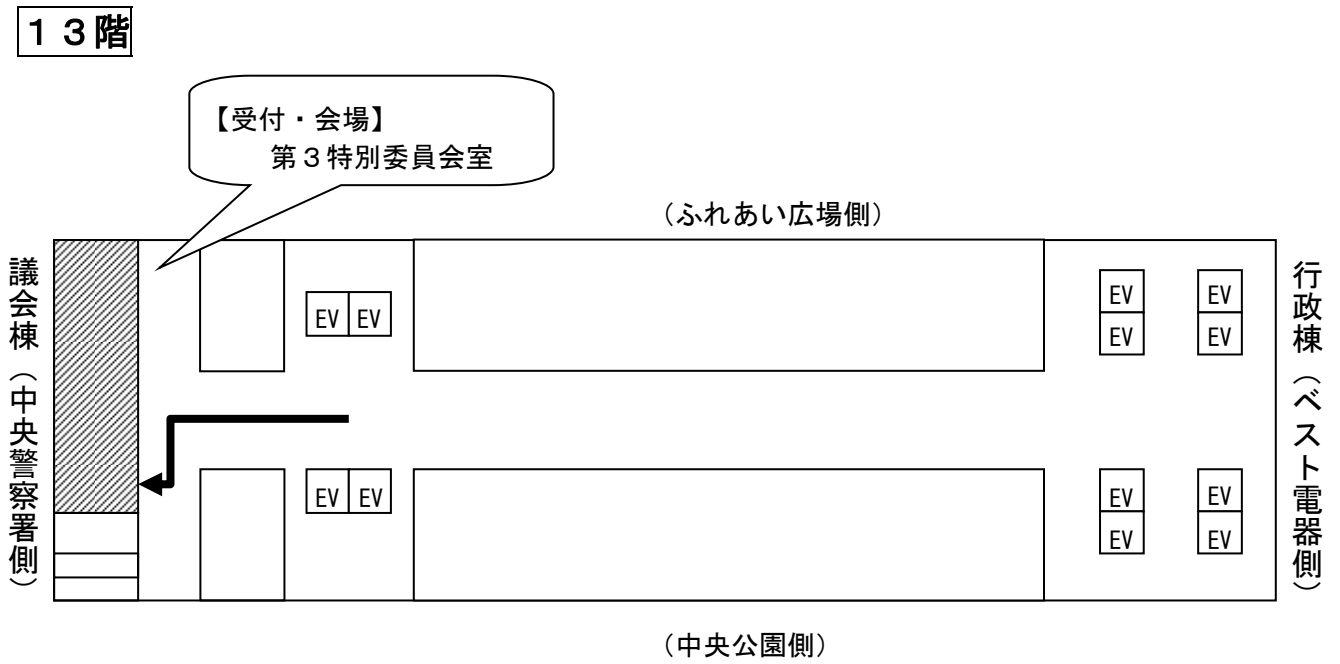 １３階
【受付・会場】
第３特別委員会室
（ふれあい広場側）
議会棟（中央警察署側）
EV EV
EV EV
EV EV
行政棟（ベスト電器側）
EV EV
EV EV
EV EV
EV EV
（中央公園側）